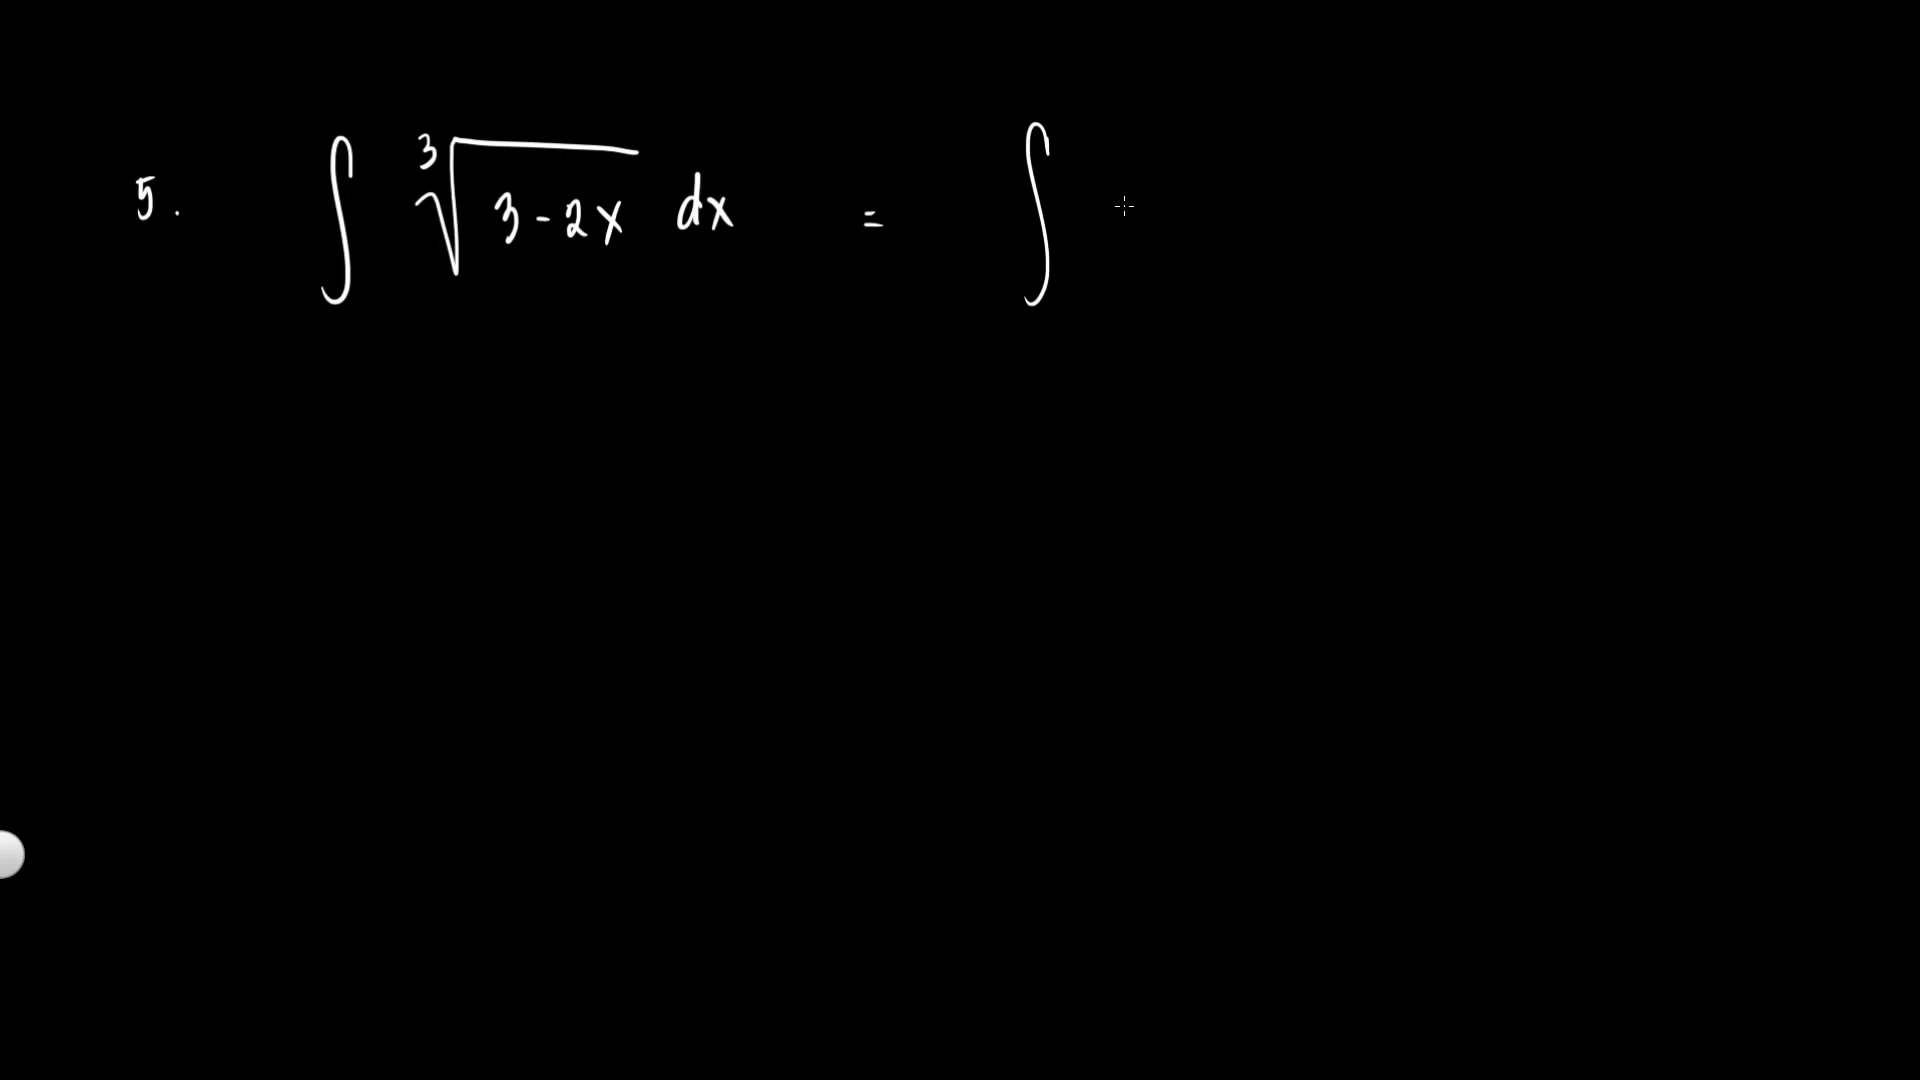 5. ∫ ∛(3-2x) dx = ∫